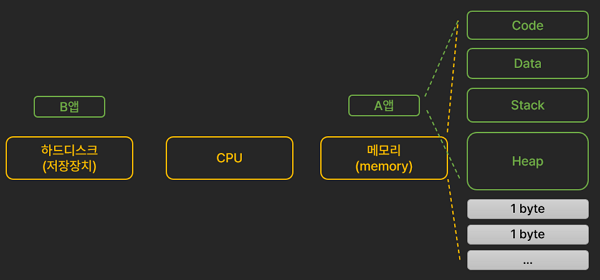 B앱
하드디스크
(저장장치)
CPU
A앱
메모리
(memory)
Code
Data
Stack
Heap
1 byte
1 byte
...